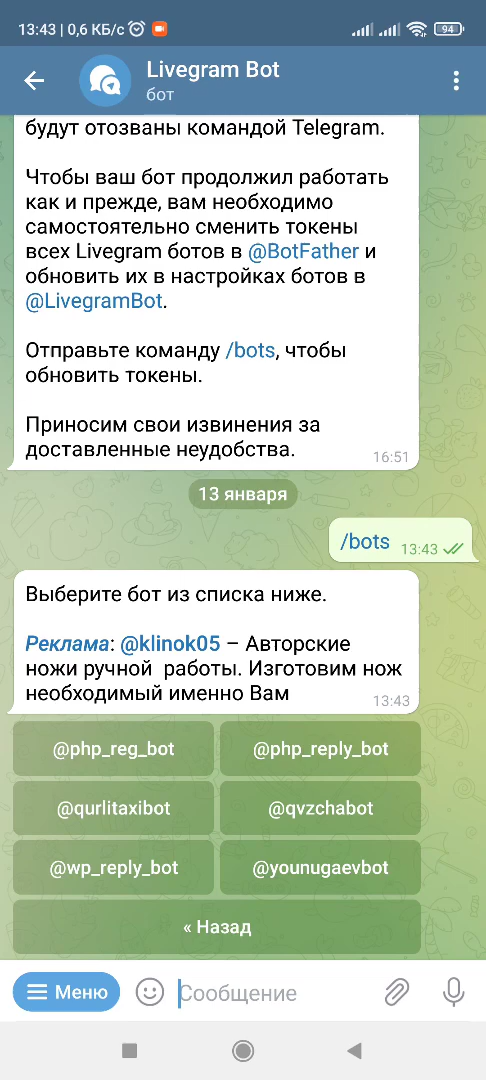 13:43 | 0,6 КБ/с
94
Livegram Bot
бот
будут отозваны командой Telegram.
Чтобы ваш бот продолжил работать
как и прежде, вам необходимо
самостоятельно сменить токены
всех Livegram ботов в @BotFather и
обновить их в настройках ботов в
@LivegramBot.
Отправьте команду /bots, чтобы
обновить токены.
Приносим свои извинения за
доставленные неудобства.
16:51
13 января
/bots 13:43
Выберите бот из списка ниже.
Реклама: @klinok05 – Авторские
ножи ручной работы. Изготовим нож
необходимый именно Вам
13:43
@php_reg_bot @php_reply_bot
@qurlitaxibot @qvzchabot
@wp_reply_bot @younugaevbot
« Назад
Меню Сообщение